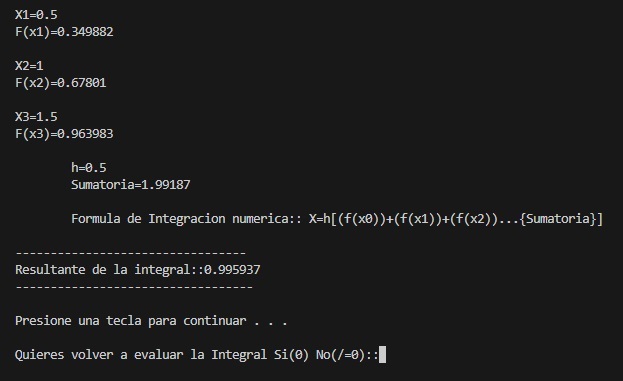 X1=0.5
F(x1)=0.349882
X2=1
F(x2)=0.67801
X3=1.5
F(x3)=0.963983
h=0.5
Sumatoria=1.99187
Formula de Integracion numerica:: X=h[(f(x0))+(f(x1))+(f(x2))...{Sumatoria}]
---------------------------------
Resultante de la integral::0.995937
----------------------------------
Presione una tecla para continuar . . .
Quieres volver a evaluar la Integral Si(0) No(/=0)::